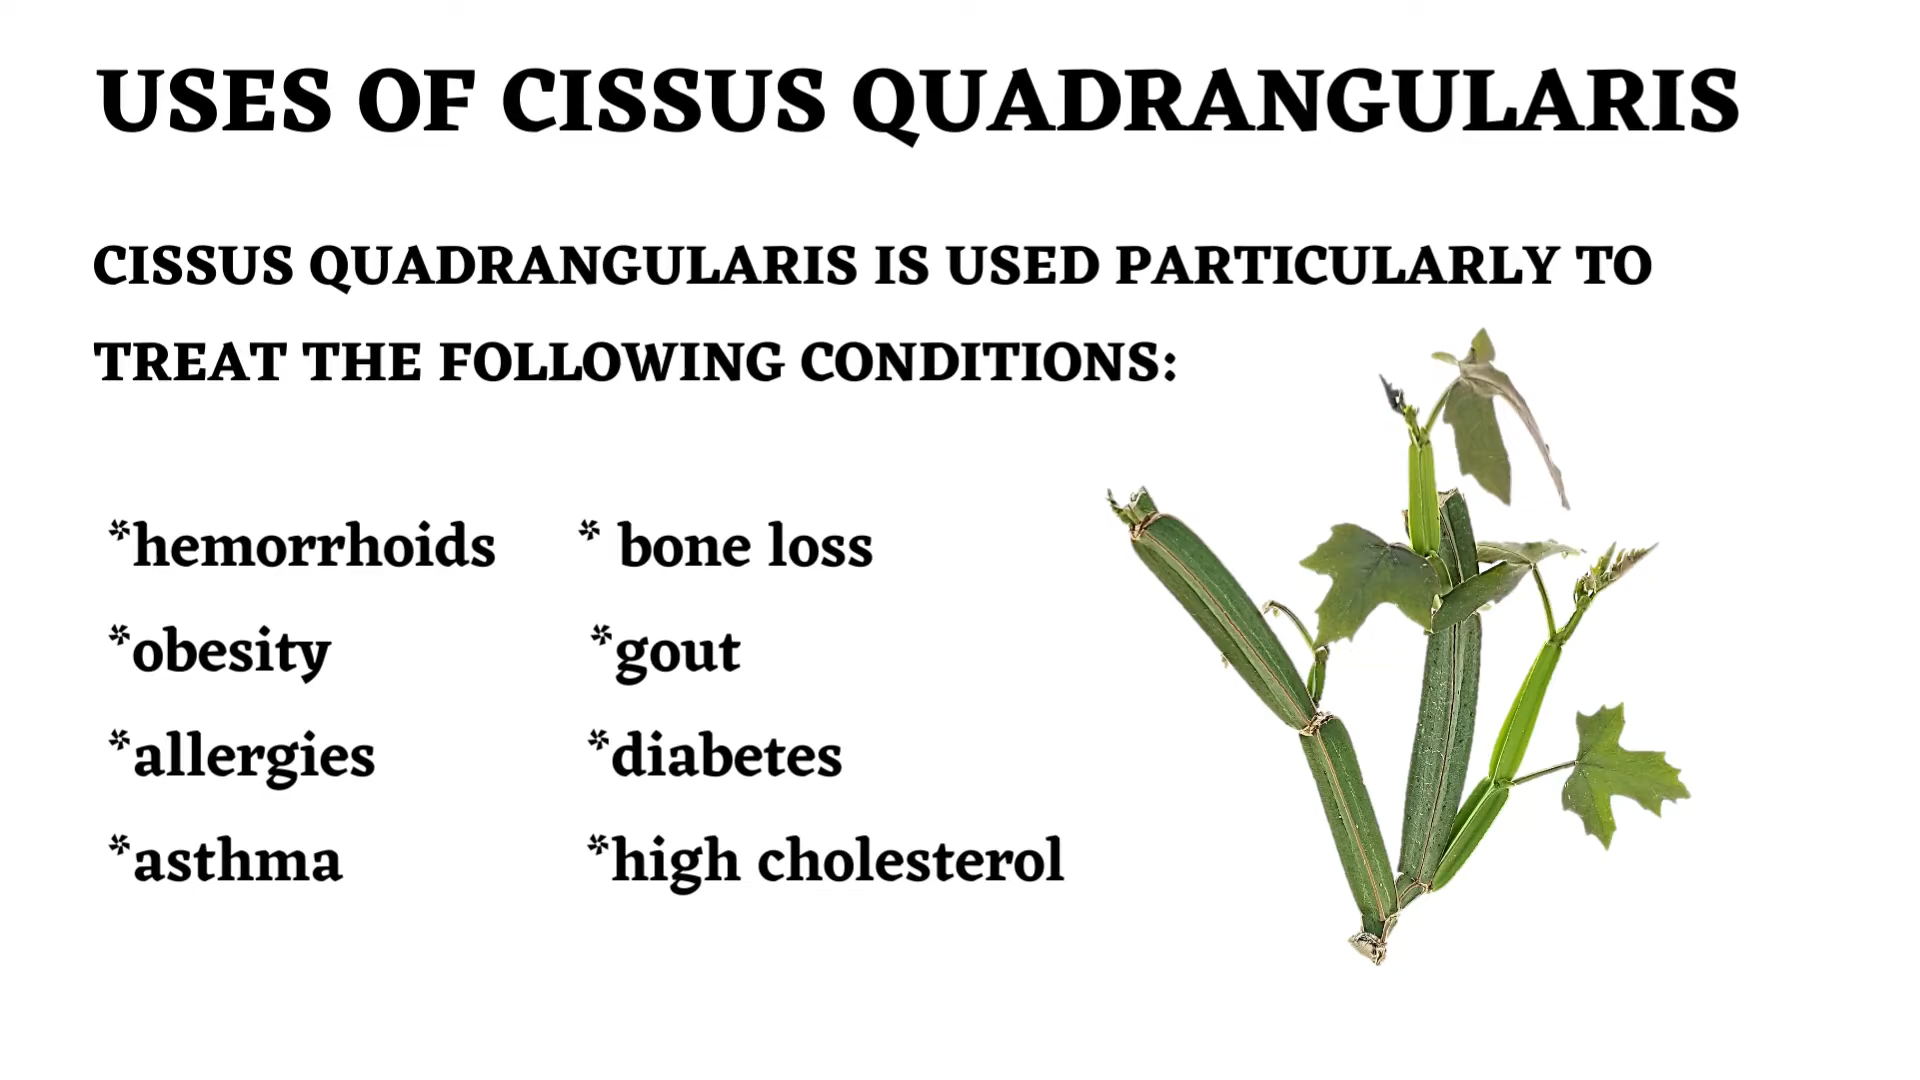 USES OF CISSUS QUADRANGULARIS
CISSUS QUADRANGULARIS IS USED PARTICULARLY TO
TREAT THE FOLLOWING CONDITIONS:
*hemorrhoids * bone loss
*obesity *gout
*allergies *diabetes
*asthma *high cholesterol